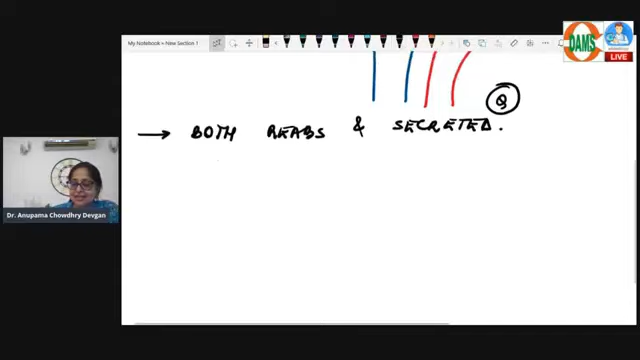 My Notebook » New Section 1
DAMS
LIVE
Q
→ BOTH REABS & SECRETED.
Dr. Anupama Chowdhry Devgan